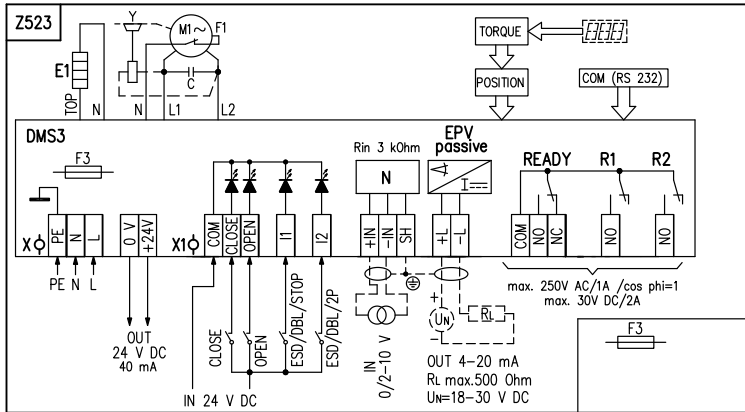 Z523
Y
M1~
F1
E1
C
TOP
N
N
L1
L2
TORQUE
POSITION
COM (RS 232)
DMS3
F3
Rin 3 kOhm
N
EPV
passive
I
READY
R1
R2
X
PE
N
L
0 V
+24V
X1
COM
CLOSE
OPEN
I1
I2
+IN
-IN
SH
+L
-L
COM
NO
NC
NO
NO
PE N L
OUT
24 V DC
40 mA
CLOSE
OPEN
ESD/DBL/STOP
ESD/DBL/2P
IN 24 V DC
IN
0/2-10 V
+
UN
-
RL
OUT 4-20 mA
RL max.500 Ohm
UN=18-30 V DC
max. 250V AC/1A /cos phi=1
max. 30V DC/2A
F3